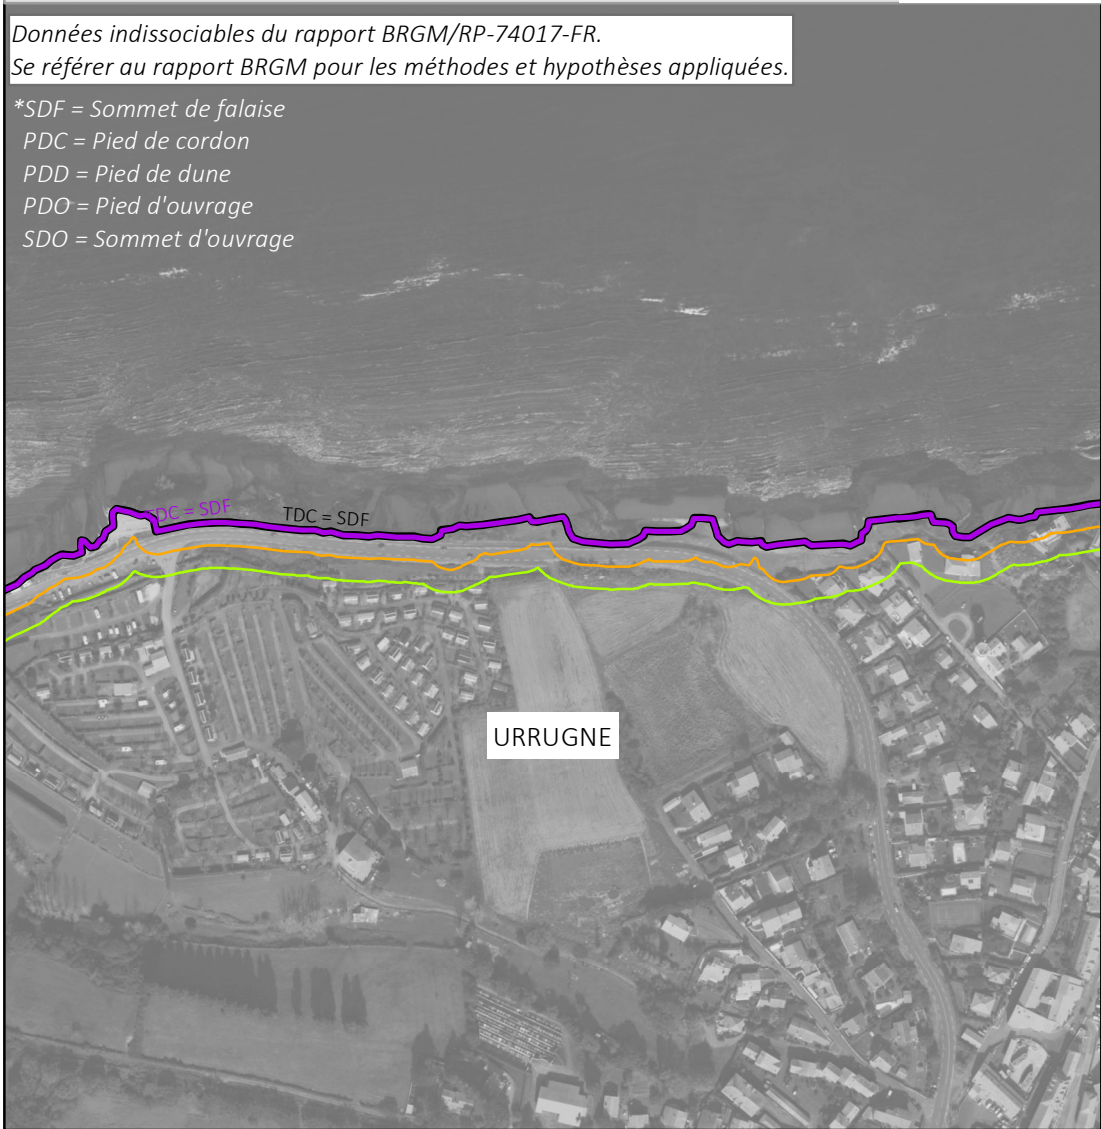 Données indissociables du rapport BRGM/RP-74017-FR.
Se référer au rapport BRGM pour les méthodes et hypothèses appliquées.
*SDF = Sommet de falaise
PDC = Pied de cordon
PDD = Pied de dune
PDO = Pied d'ouvrage
SDO = Sommet d'ouvrage
TDC = SDF
TDC = SDF
URRUGNE